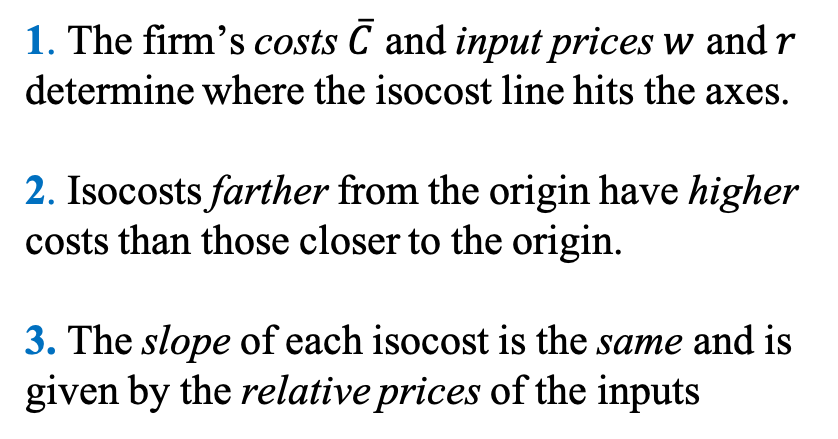 1. The firm’s costs C̄ and input prices w and r
determine where the isocost line hits the axes.
2. Isocosts farther from the origin have higher
costs than those closer to the origin.
3. The slope of each isocost is the same and is
given by the relative prices of the inputs